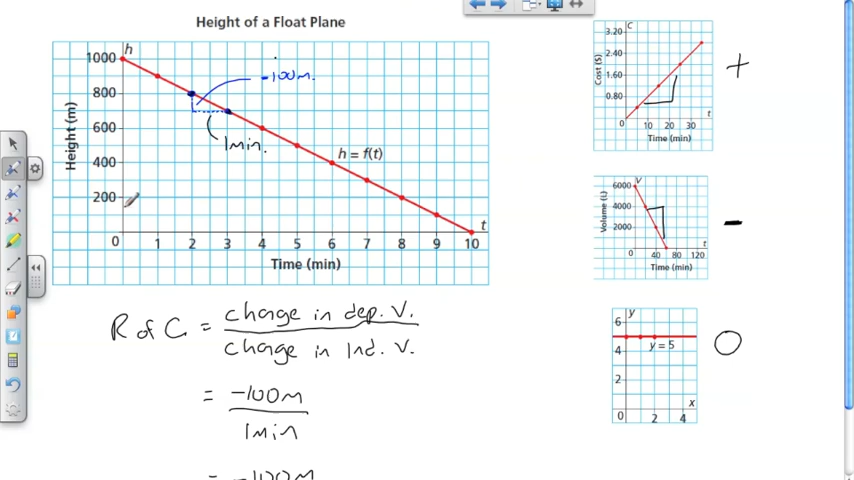 Height of a Float Plane
h
1000
800
600
400
200
0
Height (m)
-100m.
1min.
h = f(t)
t
1 2 3 4 5 6 7 8 9 10
Time (min)
R of C = change in dep. V.
change in Ind. V.
= -100m
1min
= -100m
C
3.20
2.40
1.60
0.80
0
Cost ($)
10 20 30
t
Time (min)
+
V
6000
4000
2000
0
Volume (L)
40 80 120
t
Time (min)
-
y
6
4
2
0
y = 5
x
2 4
0